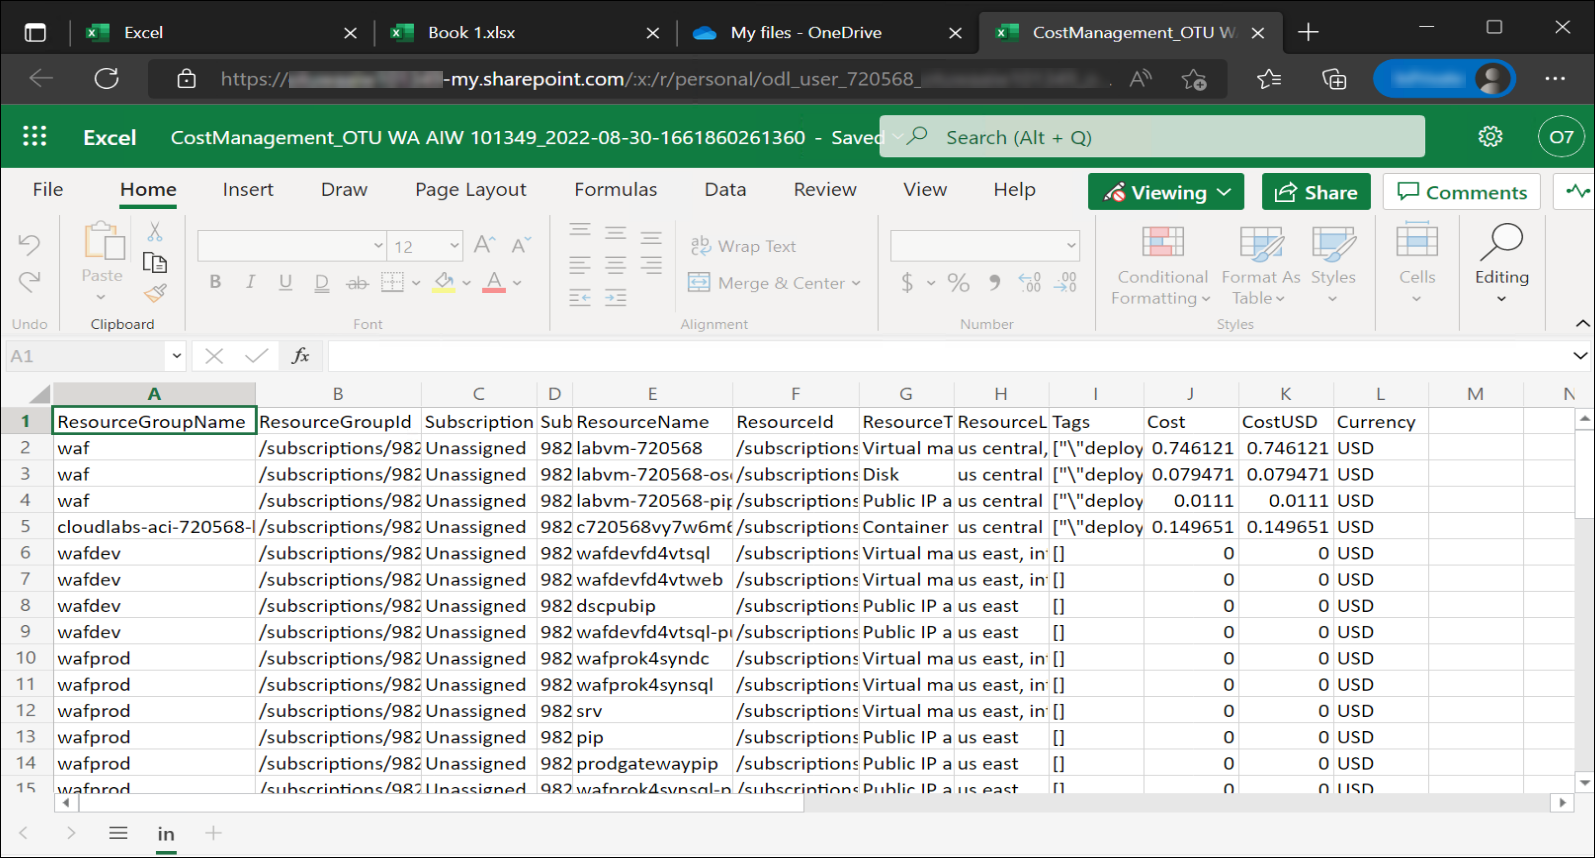 Excel
Book 1.xlsx
My files - OneDrive
CostManagement_OTU W
https://
-my.sharepoint.com/:x:/r/personal/odl_user_720568_
Excel
CostManagement_OTU WA AIW 101349_2022-08-30-1661860261360 - Saved
Search (Alt + Q)
O7
File Home Insert Draw Page Layout Formulas Data Review View Help Viewing Share Comments
Paste
12
Wrap Text
Merge & Center
Conditional Formatting
Format As Table
Styles
Cells
Editing
Undo Clipboard Font Alignment Number Styles
A1 fx
A B C D E F G H I J K L M N
1 ResourceGroupName ResourceGroupId Subscription Sub ResourceName ResourceId ResourceT ResourceL Tags Cost CostUSD Currency
2 waf /subscriptions/982 Unassigned 982 labvm-720568 /subscriptions Virtual ma us central, ["\"deploy 0.746121 0.746121 USD
3 waf /subscriptions/982 Unassigned 982 labvm-720568-os /subscriptions Disk us central ["\"deploy 0.079471 0.079471 USD
4 waf /subscriptions/982 Unassigned 982 labvm-720568-pip /subscriptions Public IP a us central ["\"deploy 0.0111 0.0111 USD
5 cloudlabs-aci-720568- /subscriptions/982 Unassigned 982 c720568vy7w6m6 /subscriptions Container us central ["\"deploy 0.149651 0.149651 USD
6 wafdev /subscriptions/982 Unassigned 982 wafdevfd4vtsql /subscriptions Virtual ma us east, in [] 0 0 USD
7 wafdev /subscriptions/982 Unassigned 982 wafdevfd4vtweb /subscriptions Virtual ma us east, in [] 0 0 USD
8 wafdev /subscriptions/982 Unassigned 982 dscpubip /subscriptions Public IP a us east [] 0 0 USD
9 wafdev /subscriptions/982 Unassigned 982 wafdevfd4vtsql-p /subscriptions Public IP a us east [] 0 0 USD
10 wafprod /subscriptions/982 Unassigned 982 wafprok4syndc /subscriptions Virtual ma us east, in [] 0 0 USD
11 wafprod /subscriptions/982 Unassigned 982 wafprok4synsql /subscriptions Virtual ma us east, in [] 0 0 USD
12 wafprod /subscriptions/982 Unassigned 982 srv /subscriptions Virtual ma us east, in [] 0 0 USD
13 wafprod /subscriptions/982 Unassigned 982 pip /subscriptions Public IP a us east [] 0 0 USD
14 wafprod /subscriptions/982 Unassigned 982 prodgatewaypip /subscriptions Public IP a us east [] 0 0 USD
15 wafprod /subscriptions/982 Unassigned 982 wafprok4synsql-p /subscriptions Public IP a us east [] 0 0 USD
in